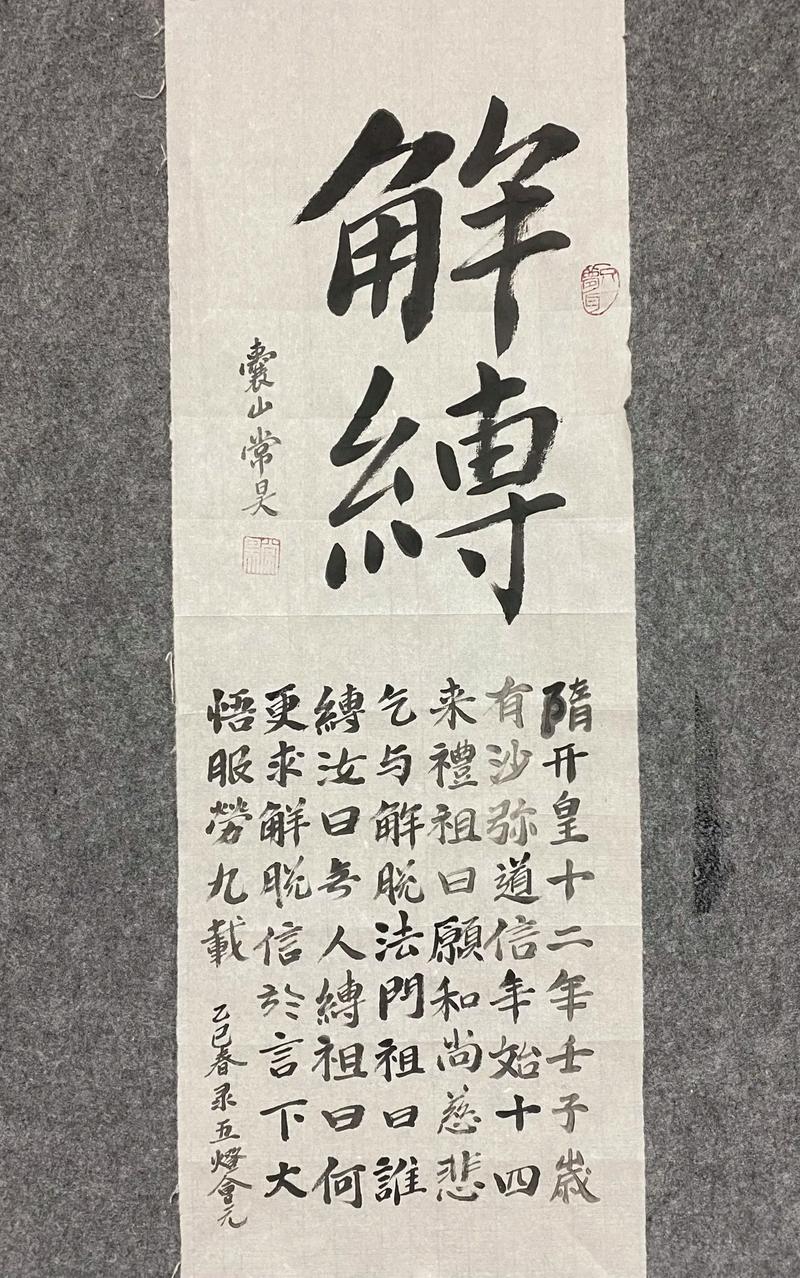 解縛
囊山常昊
隋开皇十二年壬子歲
有沙弥道信年始十四
来禮祖曰願和尚慈悲
乞与解脱法門祖曰誰
縛汝曰无人縛祖曰何
更求解脱信於言下大
悟服勞九載
乙巳春录五燈會元